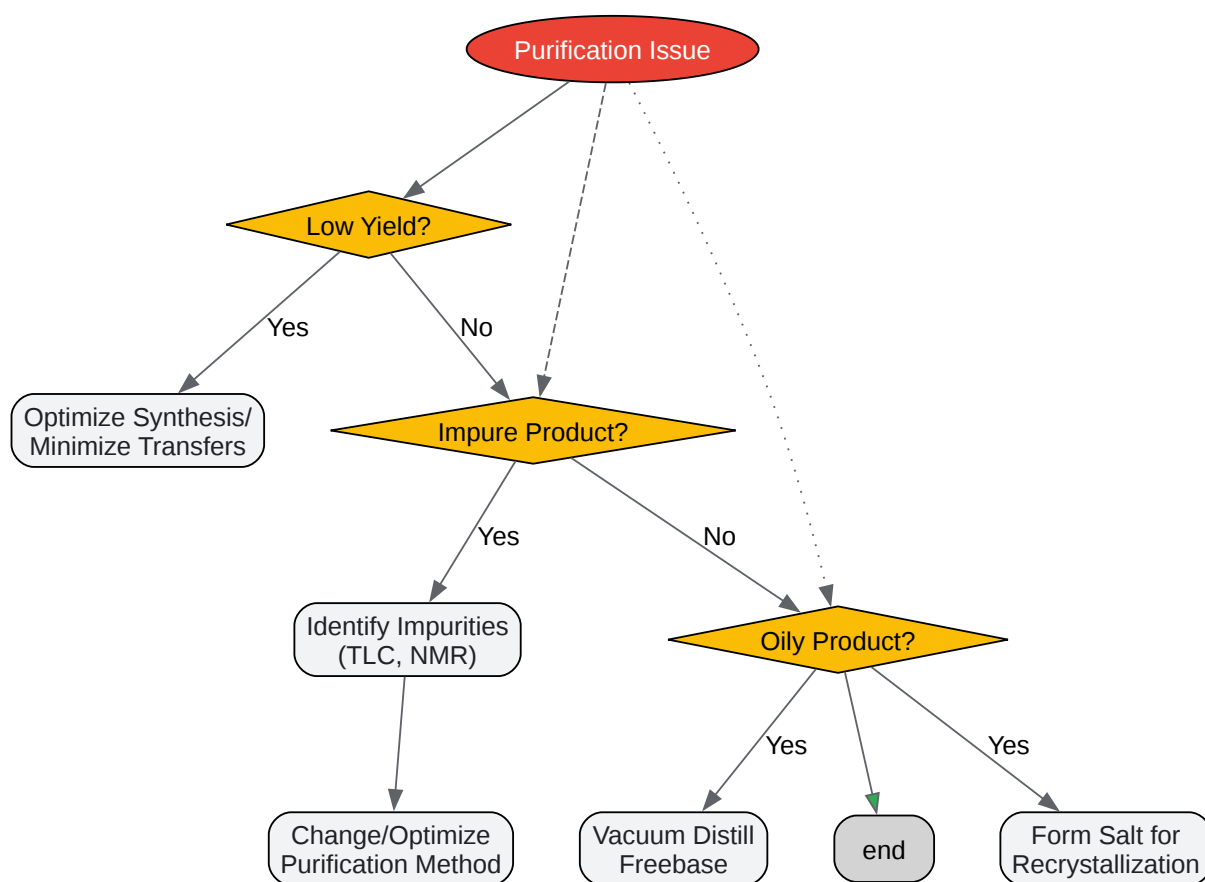 Purification Issue
Low Yield?
Yes
No
Optimize Synthesis/
Minimize Transfers
Impure Product?
Yes
No
Identify Impurities
(TLC, NMR)
Oily Product?
Yes
Yes
Change/Optimize
Purification Method
Vacuum Distill
Freebase
end
Form Salt for
Recrystallization